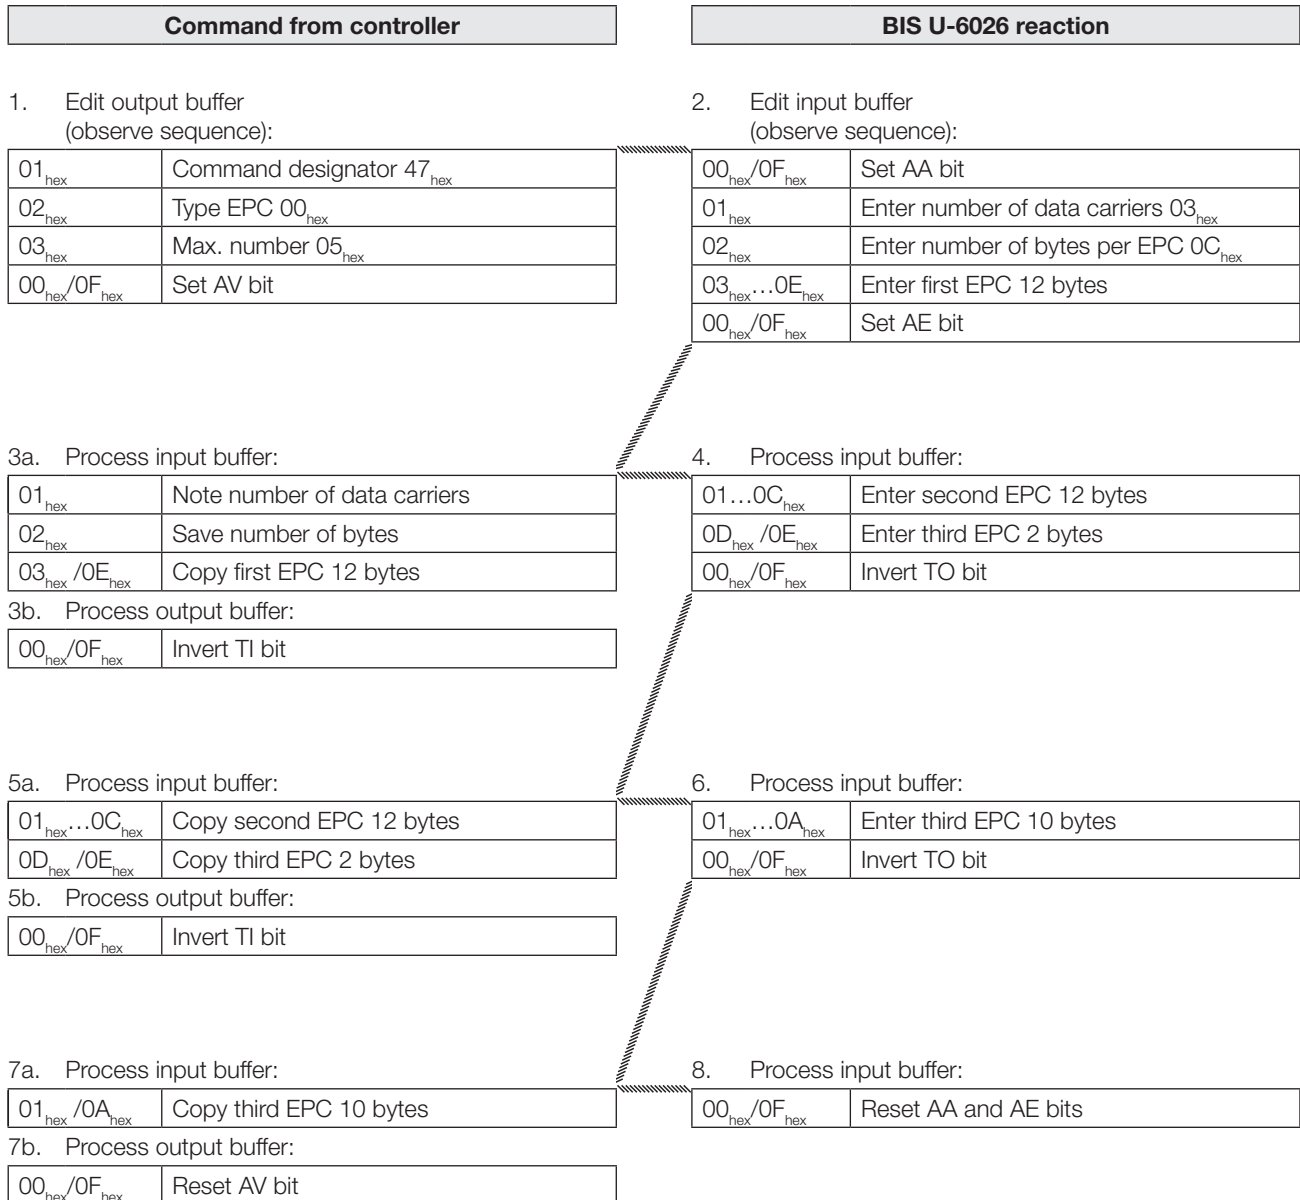 Command from controller
BIS U-6026 reaction
1. Edit output buffer
(observe sequence):
01hex Command designator 47hex
02hex Type EPC 00hex
03hex Max. number 05hex
00hex/0Fhex Set AV bit
2. Edit input buffer
(observe sequence):
00hex/0Fhex Set AA bit
01hex Enter number of data carriers 03hex
02hex Enter number of bytes per EPC 0Chex
03hex…0Ehex Enter first EPC 12 bytes
00hex/0Fhex Set AE bit
3a. Process input buffer:
01hex Note number of data carriers
02hex Save number of bytes
03hex /0Ehex Copy first EPC 12 bytes
3b. Process output buffer:
00hex/0Fhex Invert TI bit
4. Process input buffer:
01…0Chex Enter second EPC 12 bytes
0Dhex /0Ehex Enter third EPC 2 bytes
00hex/0Fhex Invert TO bit
5a. Process input buffer:
01hex…0Chex Copy second EPC 12 bytes
0Dhex /0Ehex Copy third EPC 2 bytes
5b. Process output buffer:
00hex/0Fhex Invert TI bit
6. Process input buffer:
01hex…0Ahex Enter third EPC 10 bytes
00hex/0Fhex Invert TO bit
7a. Process input buffer:
01hex /0Ahex Copy third EPC 10 bytes
7b. Process output buffer:
00hex/0Fhex Reset AV bit
8. Process input buffer:
00hex/0Fhex Reset AA and AE bits